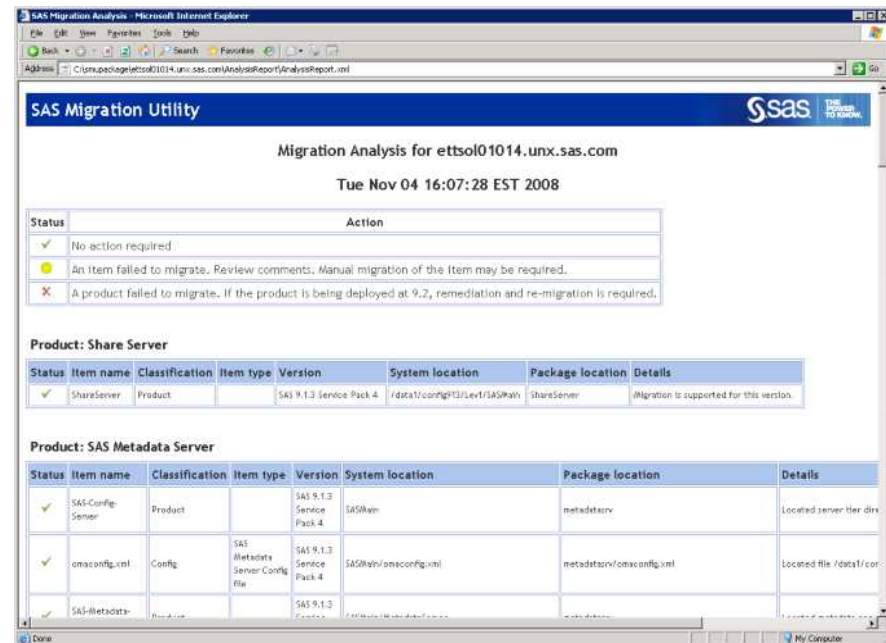 SAS Migration Analysis - Microsoft Internet Explorer
File Edit View Favorites Tools Help
Back Search Favorites
Address C:\smupackage\ettsol01014.unx.sas.com\AnalysisReport\AnalysisReport.xml Go
SAS Migration Utility sas THE POWER TO KNOW.
Migration Analysis for ettsol01014.unx.sas.com
Tue Nov 04 16:07:28 EST 2008
Status Action
No action required
An item failed to migrate. Review comments. Manual migration of the item may be required.
A product failed to migrate. If the product is being deployed at 9.2, remediation and re-migration is required.
Product: Share Server
Status Item name Classification Item type Version System location Package location Details
ShareServer Product SAS 9.1.3 Service Pack 4 /data1/config913/Lev1/SASMain ShareServer Migration is supported for this version.
Product: SAS Metadata Server
Status Item name Classification Item type Version System location Package location Details
SAS-Config-Server Product SAS 9.1.3 Service Pack 4 SASMain metadatasrv Located server tier dire
omaconfig.xml Config SAS Metadata Server Config file SAS 9.1.3 Service Pack 4 SASMain/omaconfig.xml metadatasrv/omaconfig.xml Located file /data1/con
SAS-Metadata- SAS 9.1.3
Done My Computer